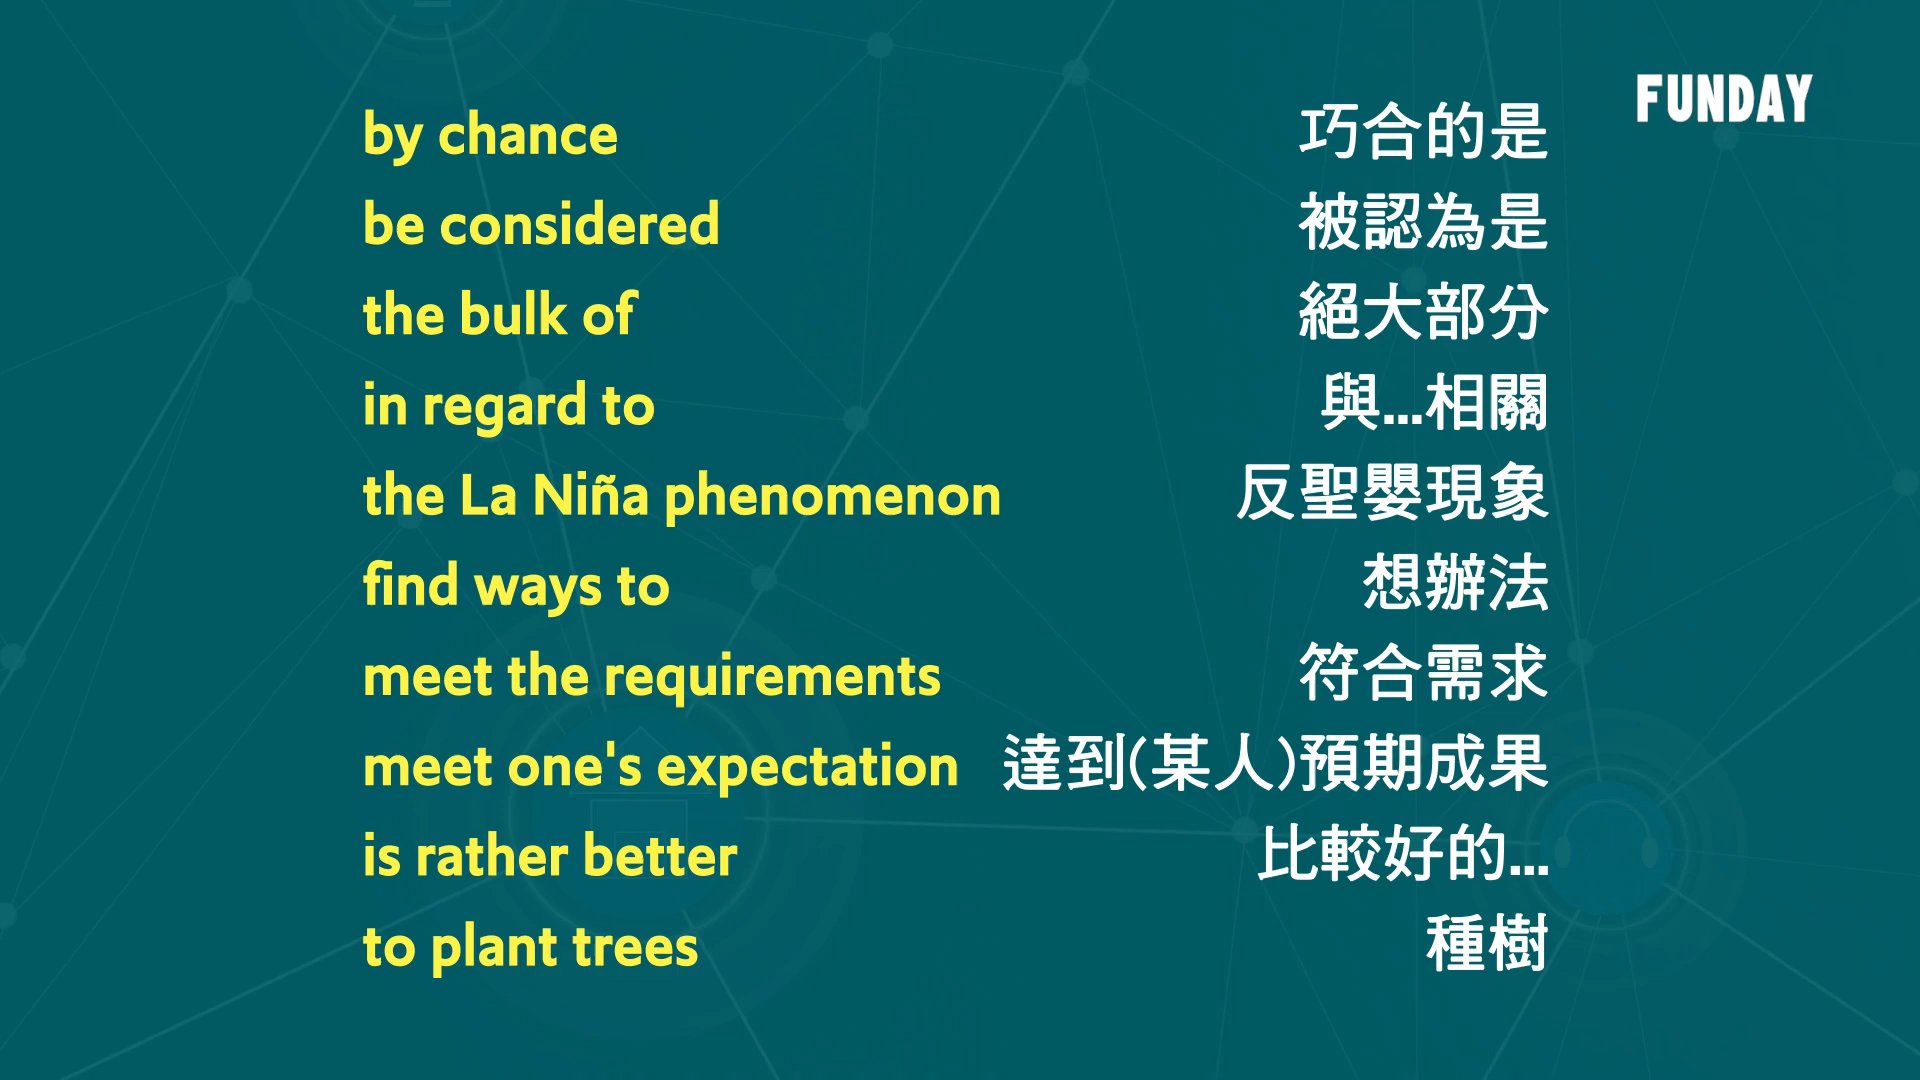 FUNDAY
by chance 巧合的是
be considered 被認為是
the bulk of 絕大部分
in regard to 與...相關
the La Niña phenomenon 反聖嬰現象
find ways to 想辦法
meet the requirements 符合需求
meet one's expectation 達到(某人)預期成果
is rather better 比較好的...
to plant trees 種樹